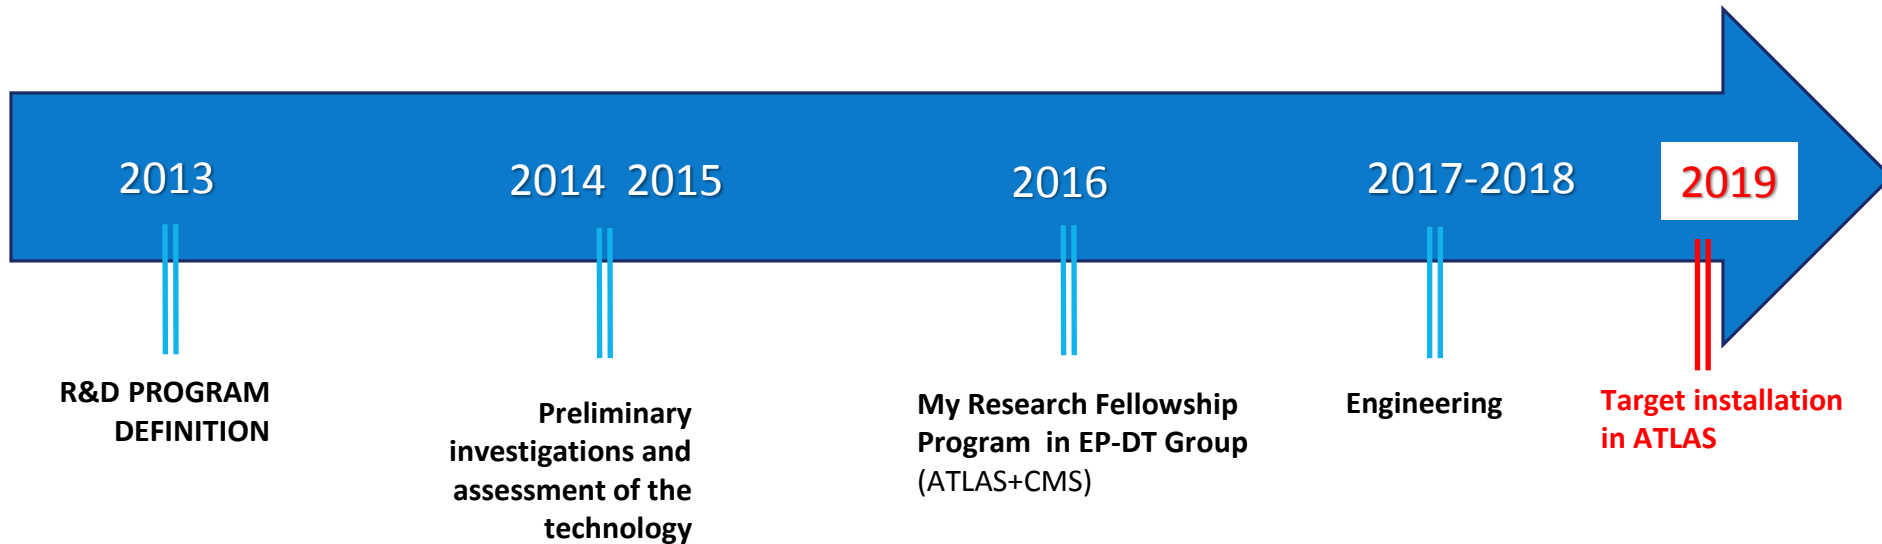 2013
2014 2015
2016
2017-2018
2019
R&D PROGRAM
DEFINITION
Preliminary
investigations and
assessment of the
technology
My Research Fellowship
Program in EP-DT Group
(ATLAS+CMS)
Engineering
Target installation
in ATLAS